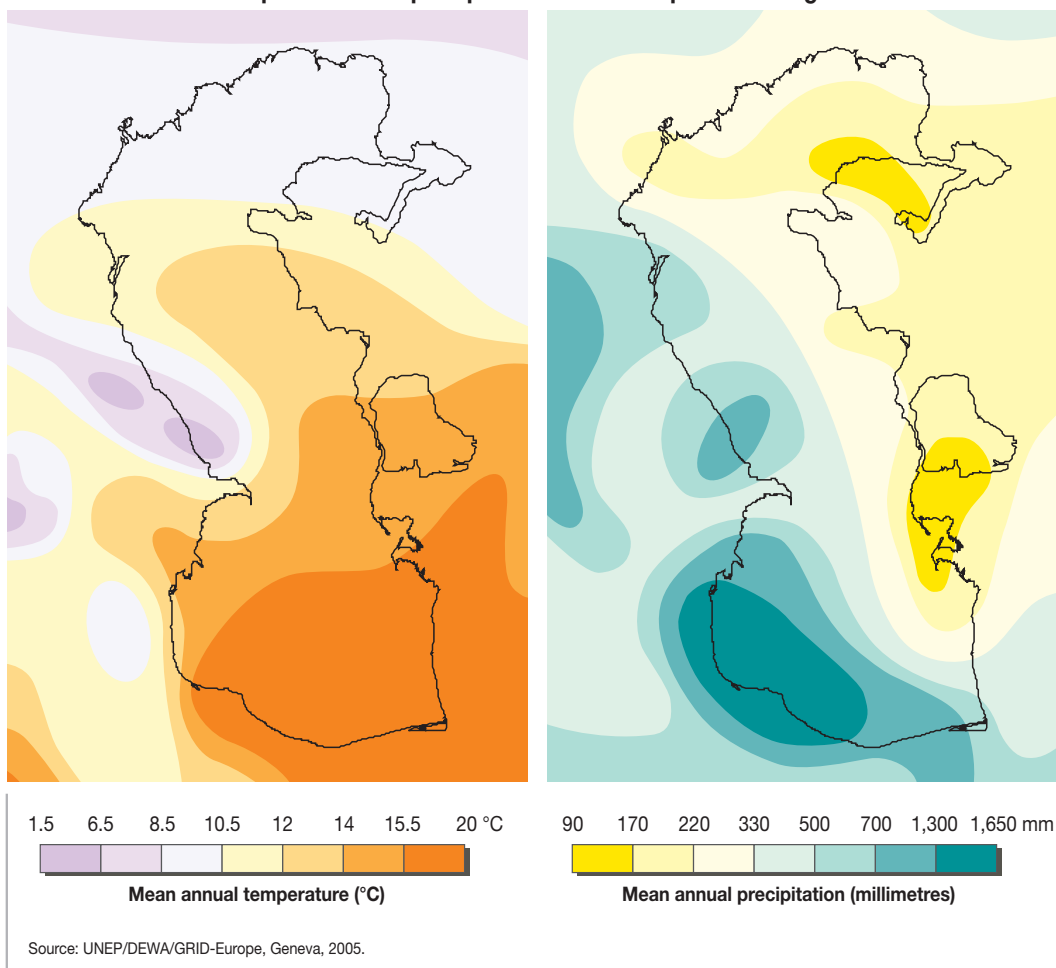 1.5 6.5 8.5 10.5 12 14 15.5 20 °C
Mean annual temperature (°C)
90 170 220 330 500 700 1,300 1,650 mm
Mean annual precipitation (millimetres)
Source: UNEP/DEWA/GRID-Europe, Geneva, 2005.